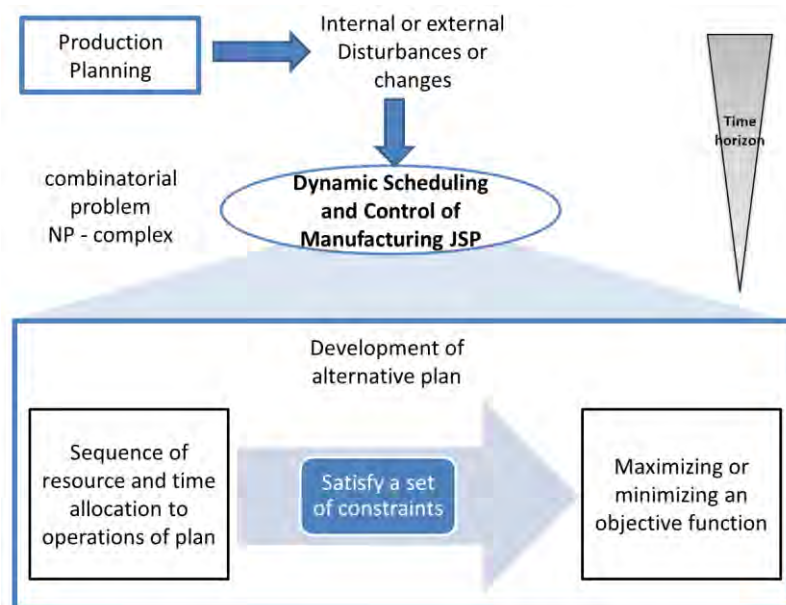 Production
Planning
Internal or external
Disturbances or
changes
Time
horizon
combinatorial
problem
NP - complex
Dynamic Scheduling
and Control of
Manufacturing JSP
Development of
alternative plan
Sequence of
resource and time
allocation to
operations of plan
Satisfy a set
of constraints
Maximizing or
minimizing an
objective function